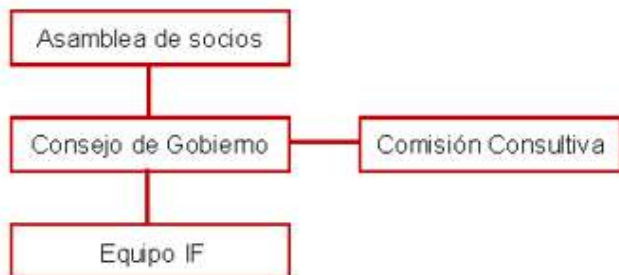 Asamblea de socios
Consejo de Gobierno
Comisión Consultiva
Equipo IF